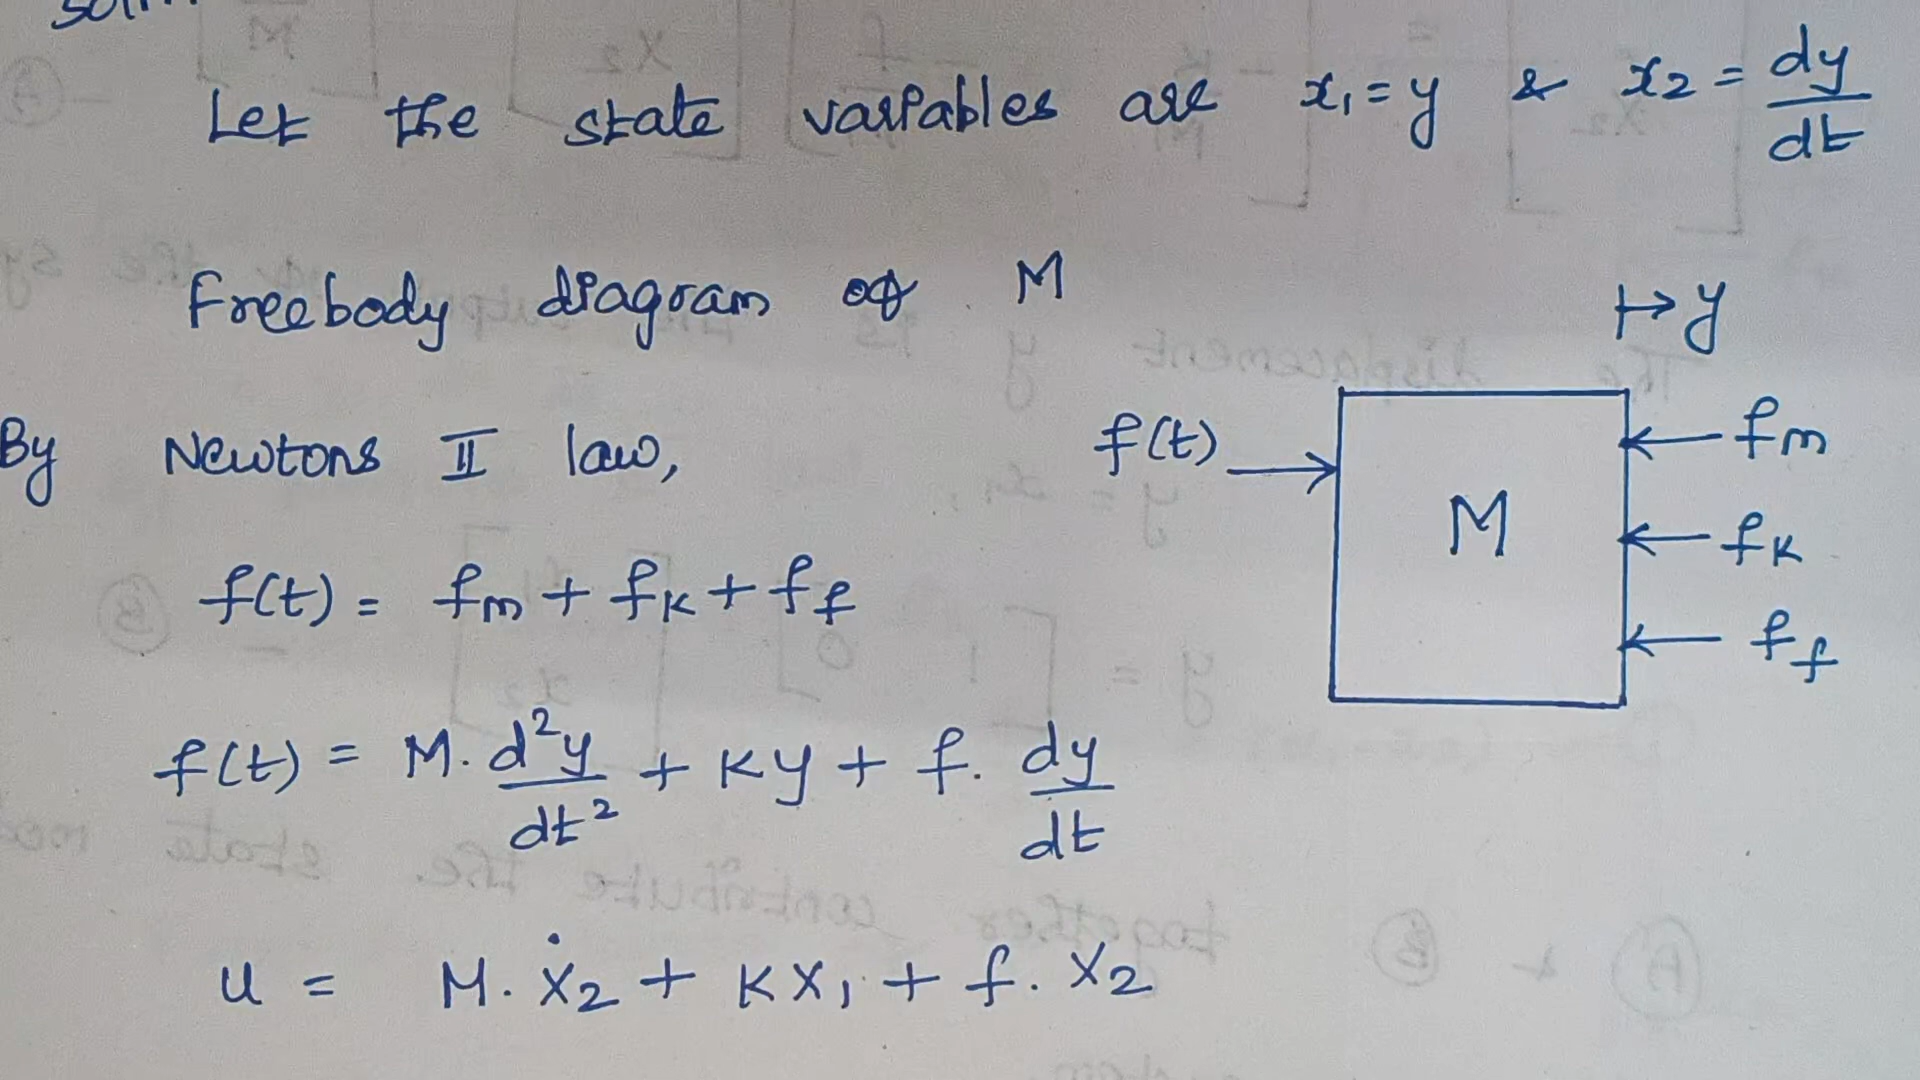 Let the state variables are x₁ = y & x₂ = dy/dt
Freebody diagram of M
↦ y
By Newtons II law,
f(t)
M
fm
fK
ff
f(t) = fm + fK + ff
f(t) = M. d²y/dt² + Ky + f. dy/dt
u = M. ẋ₂ + Kx₁ + f. x₂